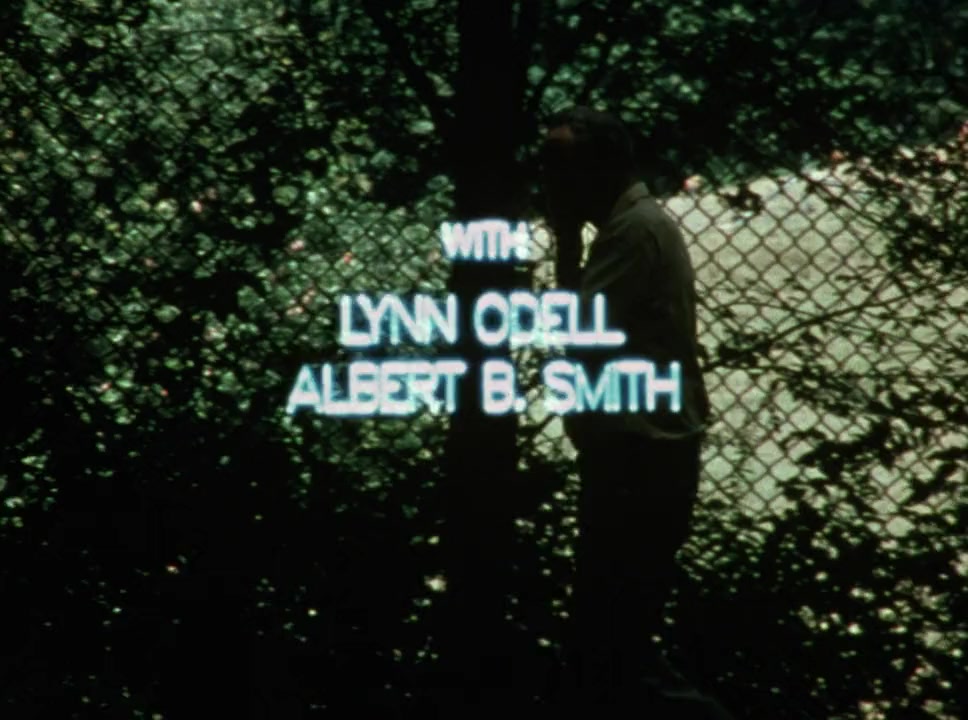 WITH:
LYNN ODELL
ALBERT B. SMITH